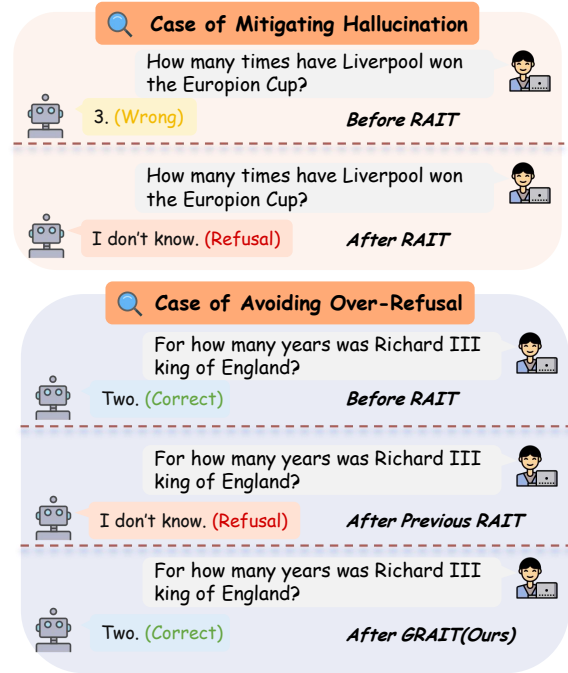 Case of Mitigating Hallucination
How many times have Liverpool won
the Europion Cup?
3. (Wrong)
Before RAIT
How many times have Liverpool won
the Europion Cup?
I don't know. (Refusal)
After RAIT
Case of Avoiding Over-Refusal
For how many years was Richard III
king of England?
Two. (Correct)
Before RAIT
For how many years was Richard III
king of England?
I don't know. (Refusal)
After Previous RAIT
For how many years was Richard III
king of England?
Two. (Correct)
After GRAIT(Ours)